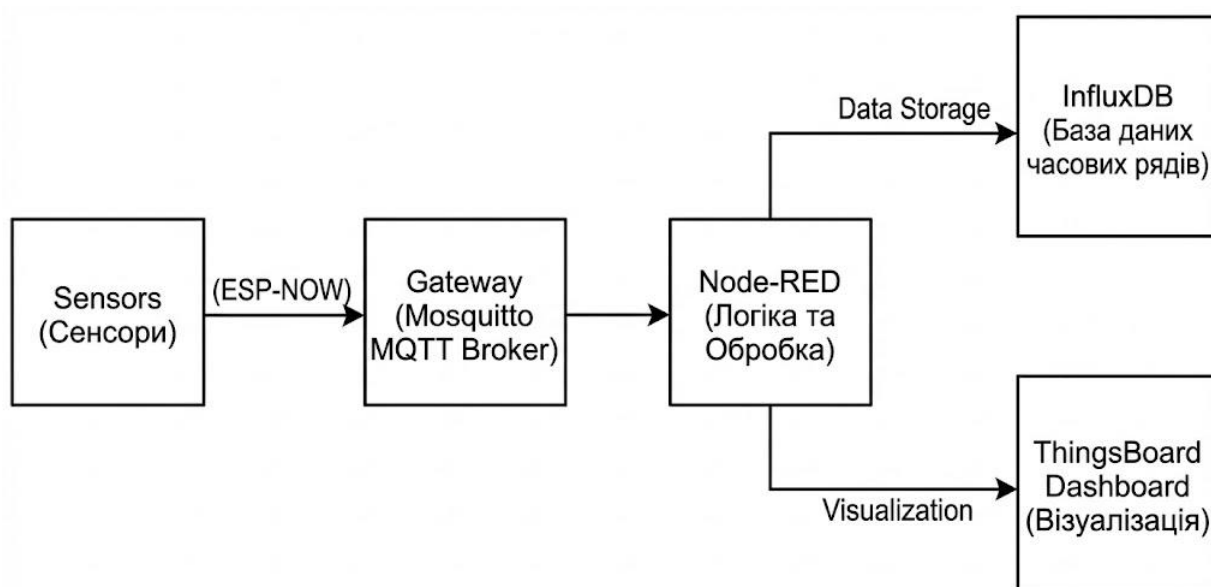 Sensors
(Сенсори)
(ESP-NOW)
Gateway
(Mosquitto
MQTT Broker)
Node-RED
(Логіка та
Обробка)
Data Storage
InfluxDB
(База даних
часових рядів)
Visualization
ThingsBoard
Dashboard
(Візуалізація)